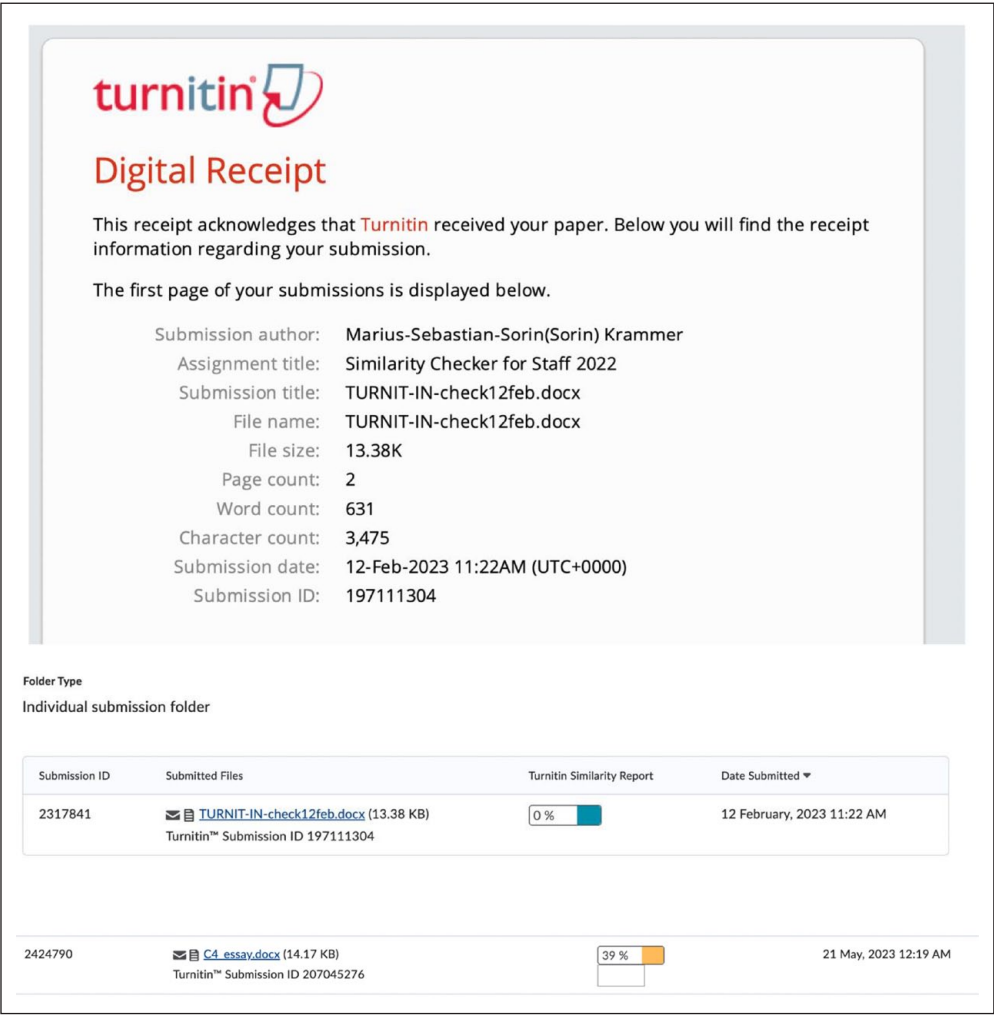 turnitin
Digital Receipt
This receipt acknowledges that Turnitin received your paper. Below you will find the receipt
information regarding your submission.
The first page of your submissions is displayed below.
Submission author: Marius-Sebastian-Sorin(Sorin) Krammer
Assignment title: Similarity Checker for Staff 2022
Submission title: TURNIT-IN-check12feb.docx
File name: TURNIT-IN-check12feb.docx
File size: 13.38K
Page count: 2
Word count: 631
Character count: 3,475
Submission date: 12-Feb-2023 11:22AM (UTC+0000)
Submission ID: 197111304
Folder Type
Individual submission folder
Submission ID Submitted Files Turnitin Similarity Report Date Submitted
2317841 TURNIT-IN-check12feb.docx (13.38 KB) 0 % 12 February, 2023 11:22 AM
Turnitin™ Submission ID 197111304
2424790 C4_essay.docx (14.17 KB) 39 % 21 May, 2023 12:19 AM
Turnitin™ Submission ID 207045276